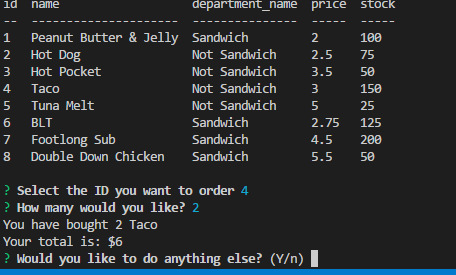 id  name                  department_name  price  stock
--  --------------------  ---------------  -----  -----
1   Peanut Butter & Jelly  Sandwich         2      100
2   Hot Dog               Not Sandwich     2.5    75
3   Hot Pocket            Not Sandwich     3.5    50
4   Taco                  Not Sandwich     3      150
5   Tuna Melt             Not Sandwich     5      25
6   BLT                   Sandwich         2.75   125
7   Footlong Sub          Sandwich         4.5    200
8   Double Down Chicken   Sandwich         5.5    50
? Select the ID you want to order 4
? How many would you like? 2
You have bought 2 Taco
Your total is: $6
? Would you like to do anything else? (Y/n)